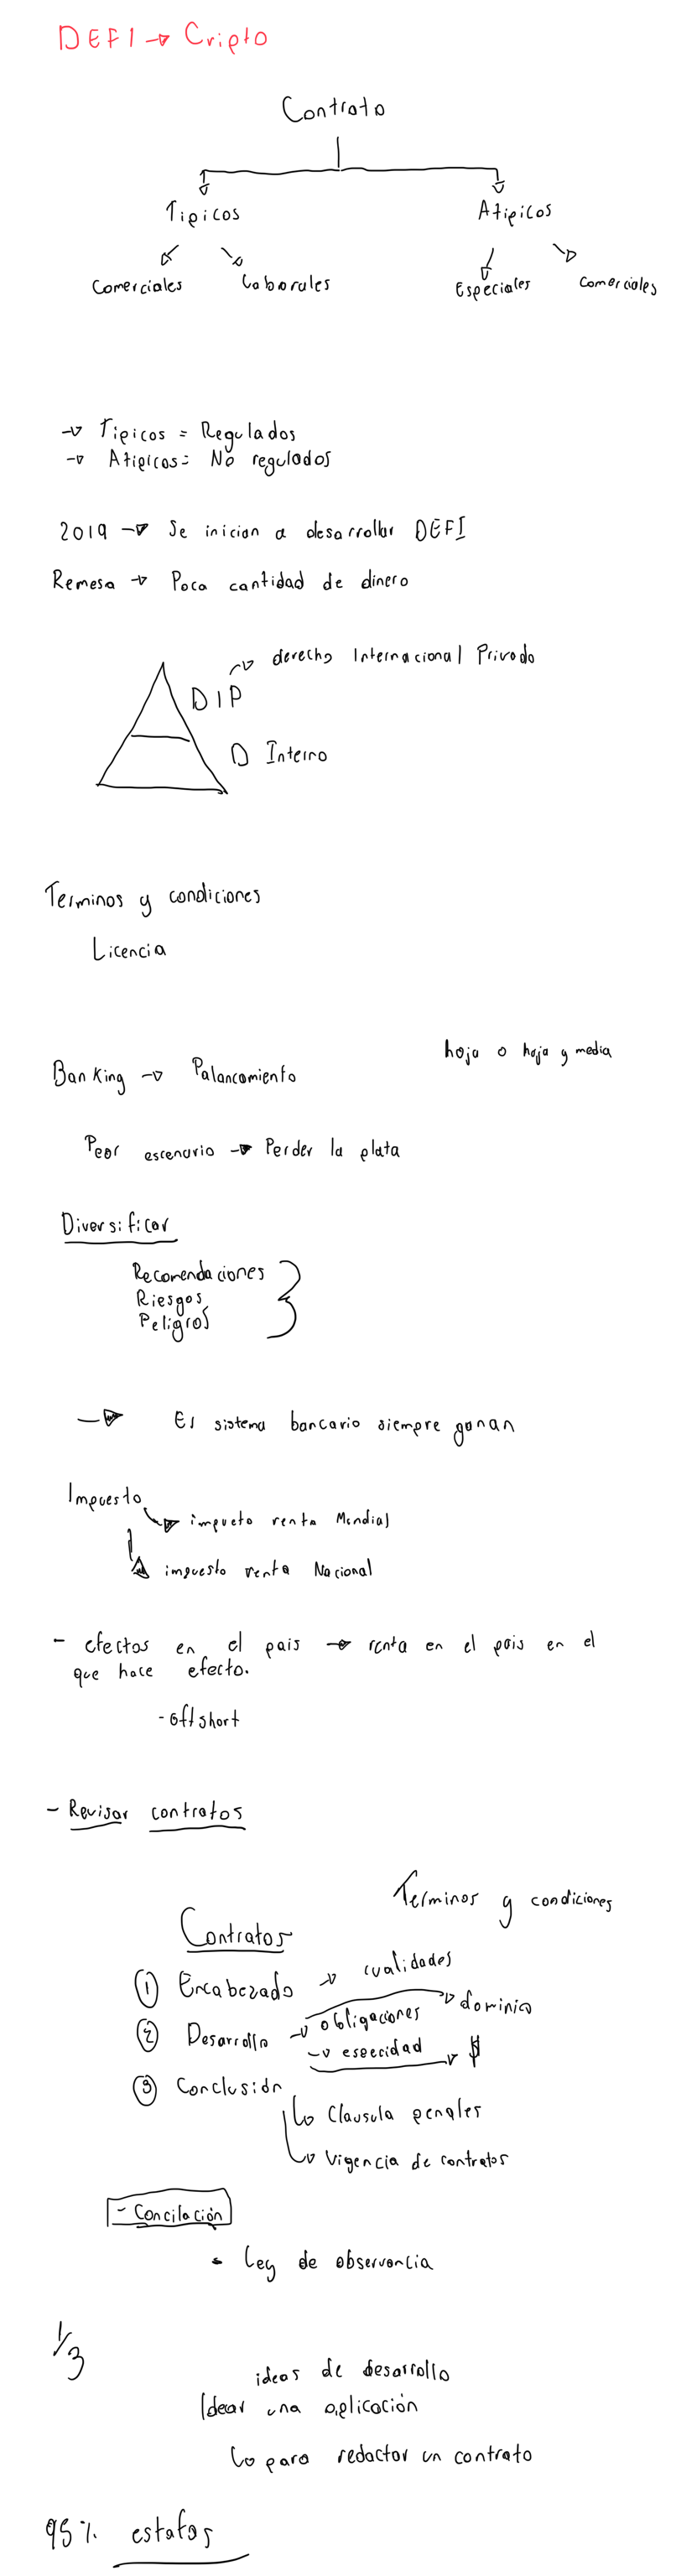 DEFI → Cripto
Contrato
Tipicos
Atipicos
Comerciales
Laborales
Especiales
Comerciales
→ Tipicos = Regulados
→ Atipicos = No regulados
2019 → Se inician a desarrollar DEFI
Remesa → Poca cantidad de dinero
derecho Internacional Privado
DIP
D Interno
Terminos y condiciones
Licencia
hoja o hoja y media
Banking → Palancamiento
Peor escenario → Perder la plata
Diversificar
Recomendaciones
Riesgos
Peligros
→ El sistema bancario siempre ganan
Impuesto
impueto renta Mundial
impuesto renta Nacional
- efectos en el pais → renta en el pais en el
que hace efecto.
- offshort
- Revisar contratos
Terminos y condiciones
Contratos
① Encabezado → cualidades
② Desarrollo → obligaciones → dominio
→ especidad → $
③ Conclusión
↳ Clausula penales
↳ Vigencia de contratos
- Concilación
• Ley de observancia
1/3
ideas de desarrollo
Idear una aplicación
↳ para redactar un contrato
95% estafas